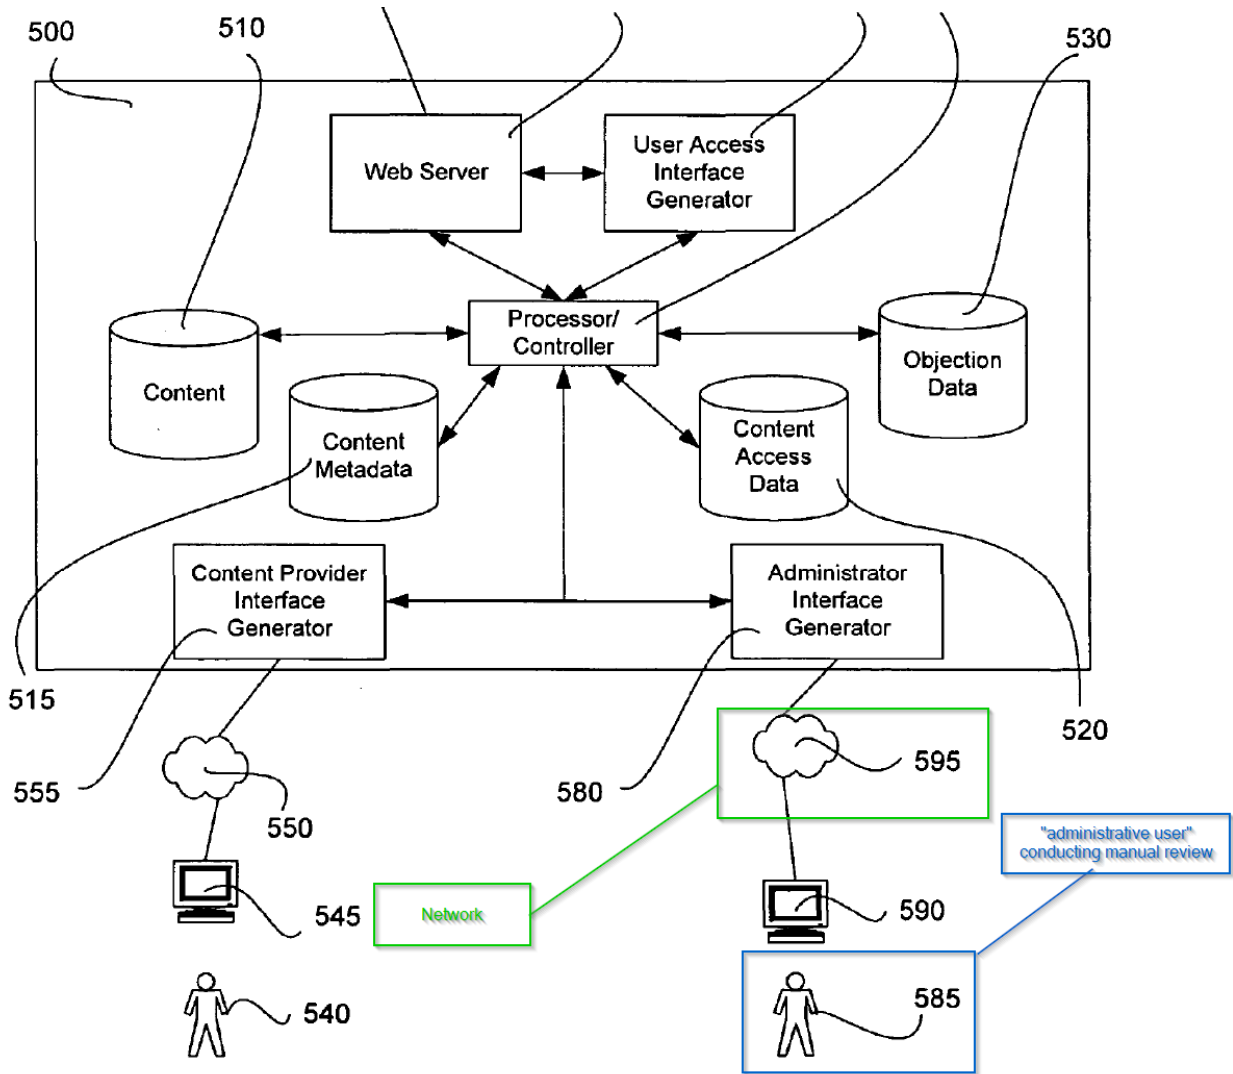 500
510
530
Web Server
User Access
Interface
Generator
Processor/
Controller
Content
Objection
Data
Content
Metadata
Content
Access
Data
Content Provider
Interface
Generator
Administrator
Interface
Generator
515
520
555
550
580
595
"administrative user"
conducting manual review
545
Network
590
540
585